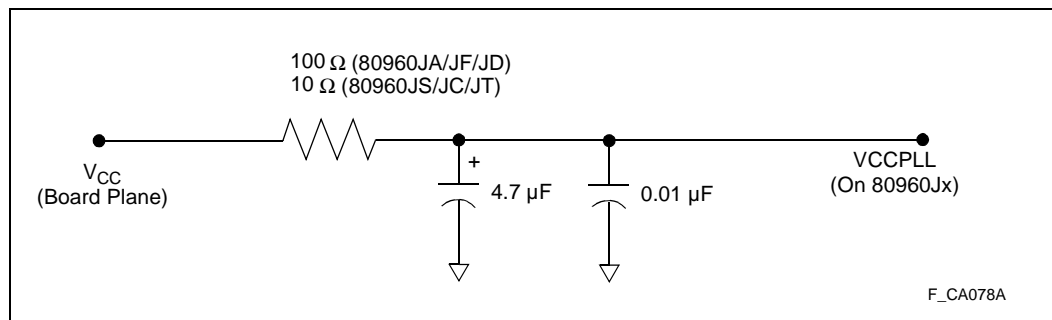 100 Ω (80960JA/JF/JD)
10 Ω (80960JS/JC/JT)
VCC
(Board Plane)
+
4.7 µF
0.01 µF
VCCPLL
(On 80960Jx)
F_CA078A